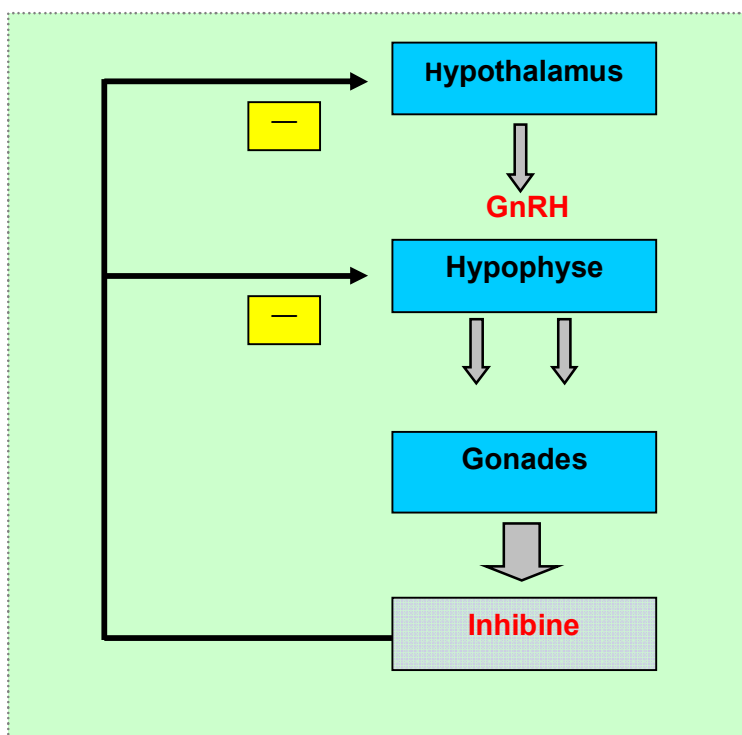 Hypothalamus
—
GnRH
Hypophyse
—
Gonades
Inhibine